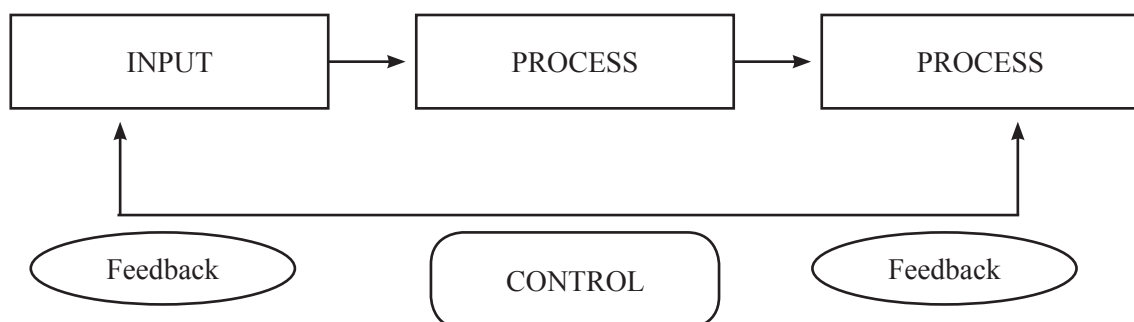 INPUT
PROCESS
PROCESS
Feedback
CONTROL
Feedback